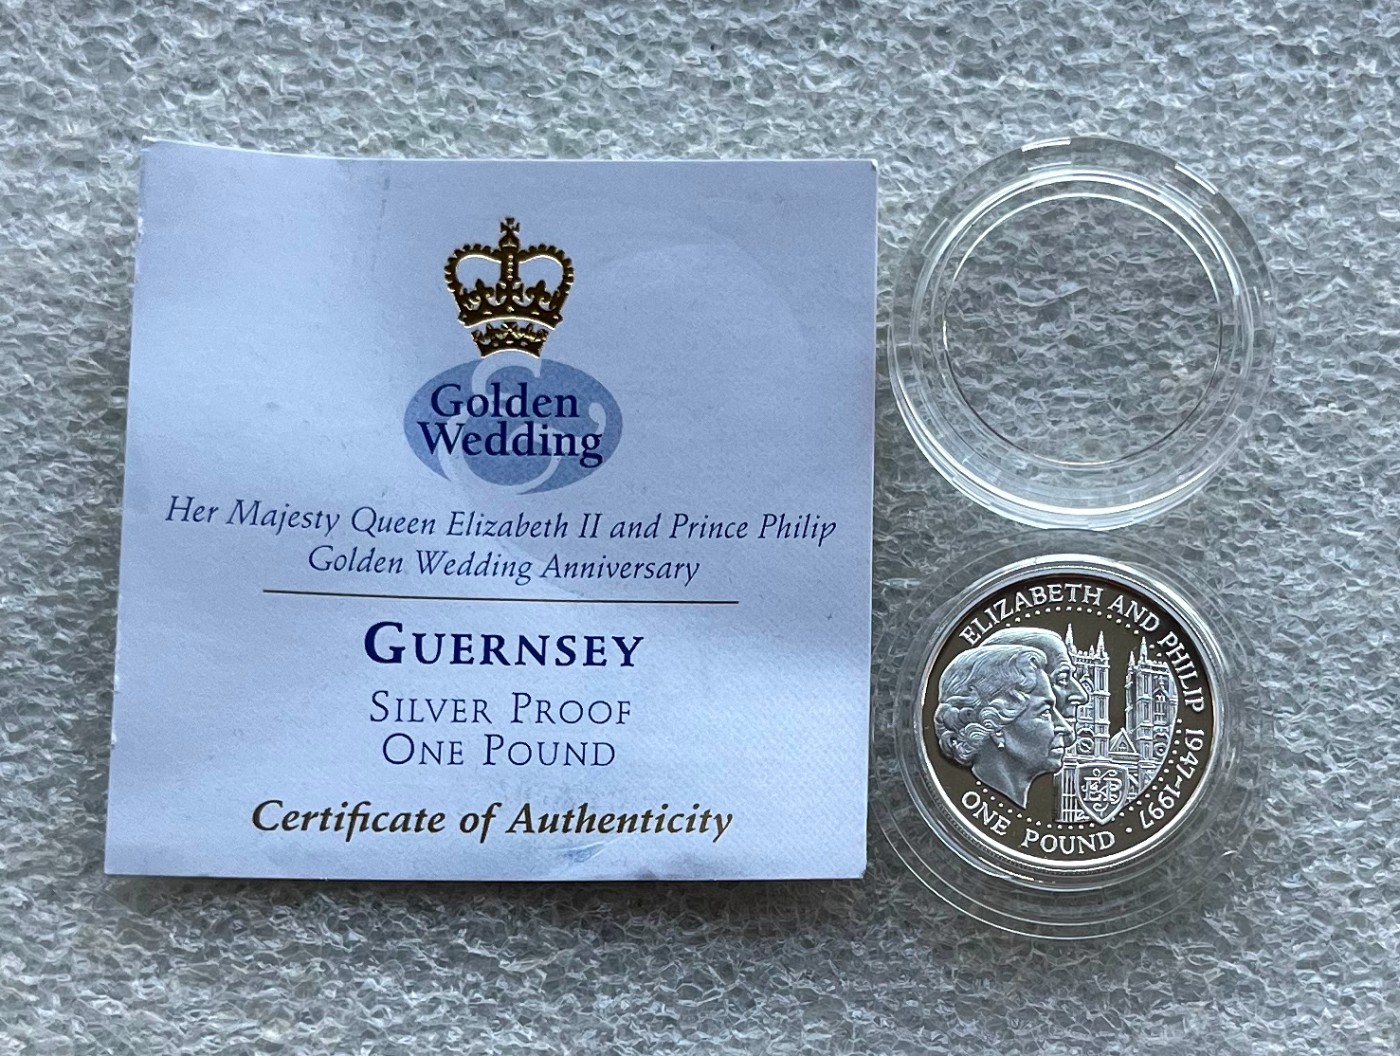 Golden
Wedding
Her Majesty Queen Elizabeth II and Prince Philip
Golden Wedding Anniversary
GUERNSEY
SILVER PROOF
ONE POUND
Certificate of Authenticity
ELIZABETH AND PHILIP 1947-1997
ONE POUND